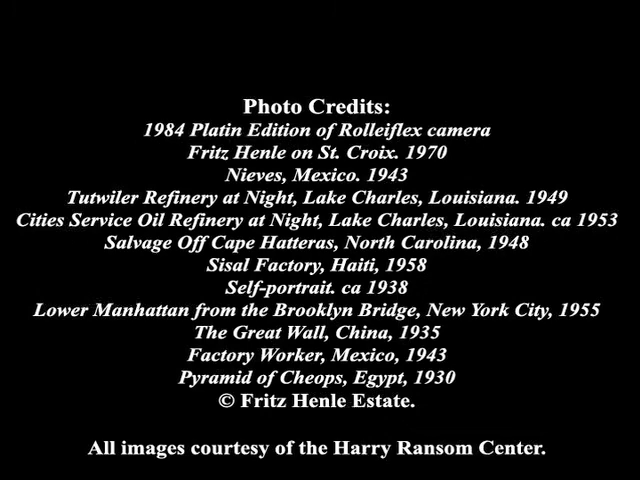 Photo Credits:
1984 Platin Edition of Rolleiflex camera
Fritz Henle on St. Croix. 1970
Nieves, Mexico. 1943
Tutwiler Refinery at Night, Lake Charles, Louisiana. 1949
Cities Service Oil Refinery at Night, Lake Charles, Louisiana. ca 1953
Salvage Off Cape Hatteras, North Carolina, 1948
Sisal Factory, Haiti, 1958
Self-portrait. ca 1938
Lower Manhattan from the Brooklyn Bridge, New York City, 1955
The Great Wall, China, 1935
Factory Worker, Mexico, 1943
Pyramid of Cheops, Egypt, 1930
© Fritz Henle Estate.
All images courtesy of the Harry Ransom Center.